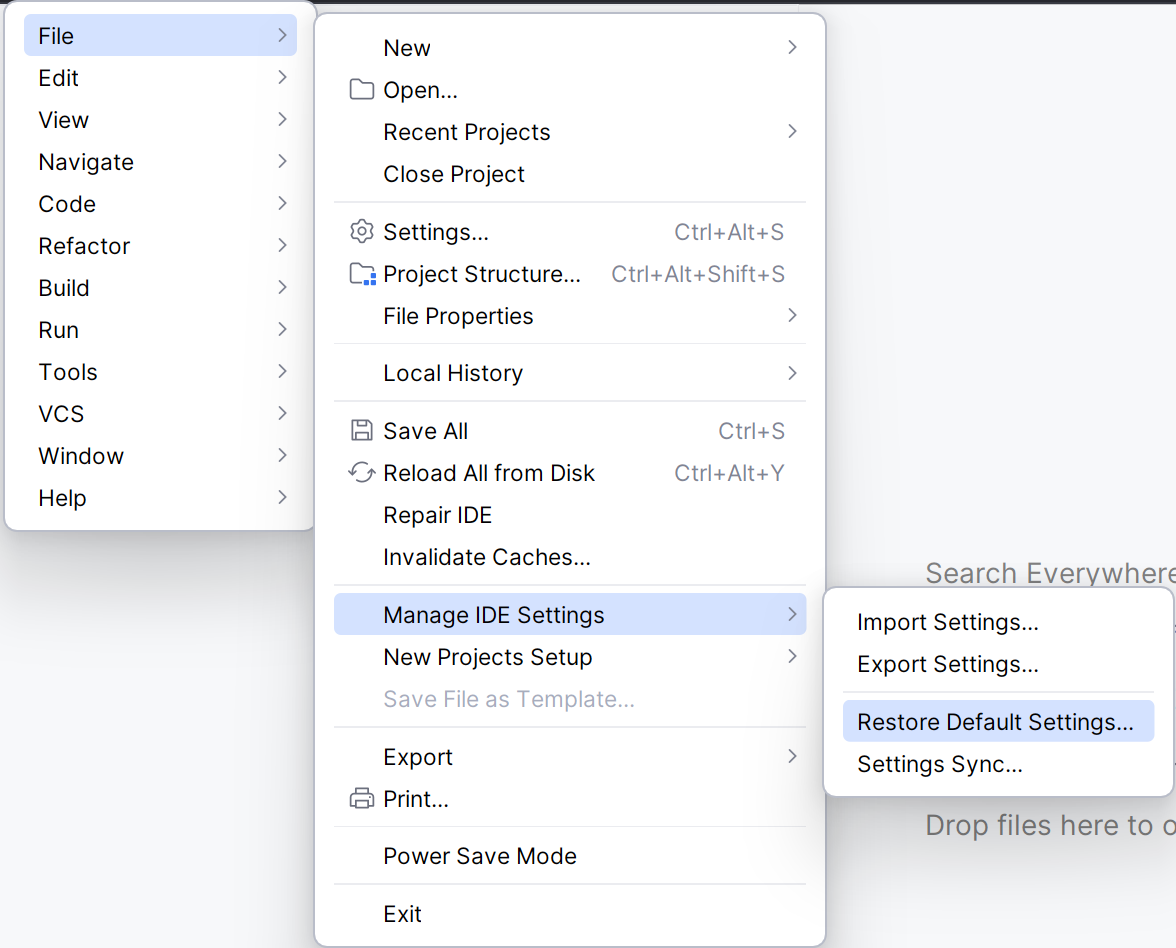 File
Edit
View
Navigate
Code
Refactor
Build
Run
Tools
VCS
Window
Help
New
Open...
Recent Projects
Close Project
Settings... Ctrl+Alt+S
Project Structure... Ctrl+Alt+Shift+S
File Properties
Local History
Save All Ctrl+S
Reload All from Disk Ctrl+Alt+Y
Repair IDE
Invalidate Caches...
Manage IDE Settings
New Projects Setup
Save File as Template...
Export
Print...
Power Save Mode
Exit
Search Everywhere
Import Settings...
Export Settings...
Restore Default Settings...
Settings Sync...
Drop files here to